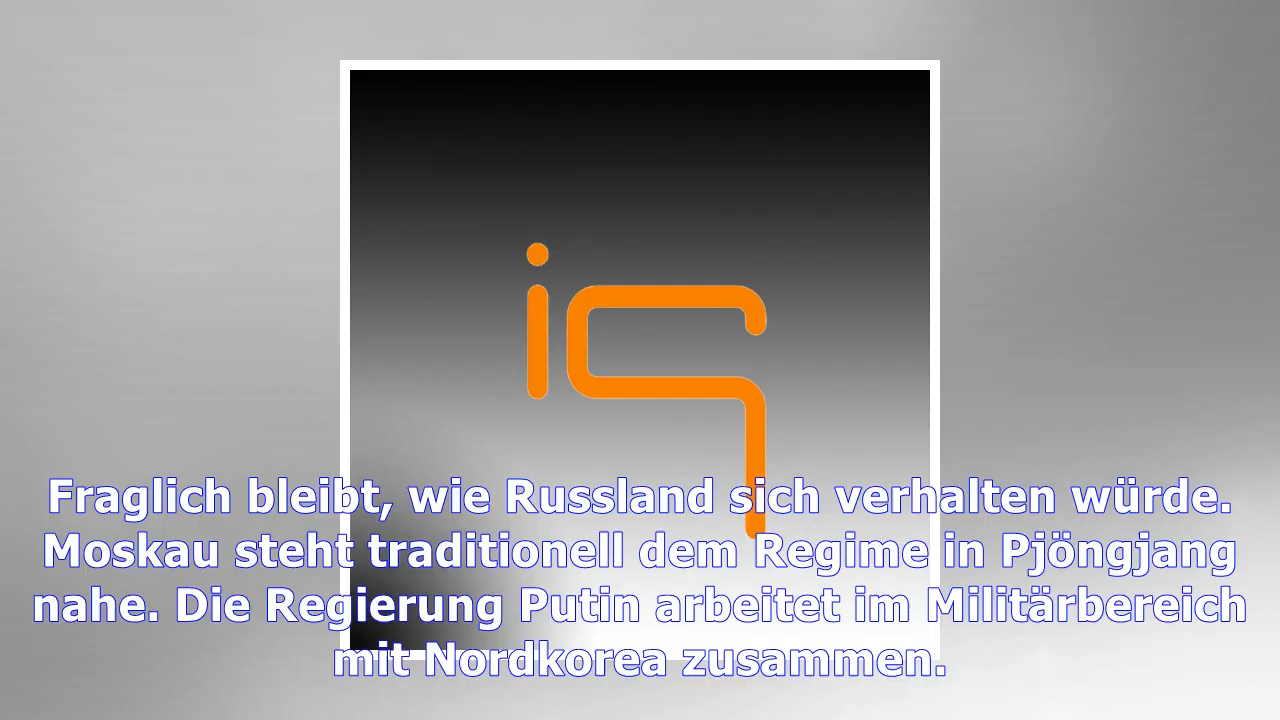 Fraglich bleibt, wie Russland sich verhalten würde.
Moskau steht traditionell dem Regime in Pjöngjang
nahe. Die Regierung Putin arbeitet im Militärbereich
mit Nordkorea zusammen.